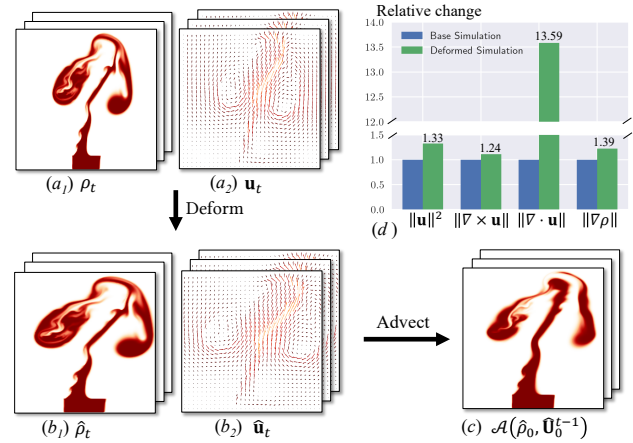 Relative change
14.0
13.5
13.0
12.5
12.0
1.5
1.0
0.5
0.0
Base Simulation
Deformed Simulation
13.59
1.33
1.24
1.39
‖𝐮‖²
‖∇ × 𝐮‖
‖∇ · 𝐮‖
‖∇ρ‖
(d)
(a₁) ρₜ
(a₂) 𝐮ₜ
Deform
Advect
(b₁) ρ̂ₜ
(b₂) 𝐮̂ₜ
(c) 𝒜(ρ̂₀, 𝐔̂₀ᵗ⁻¹)